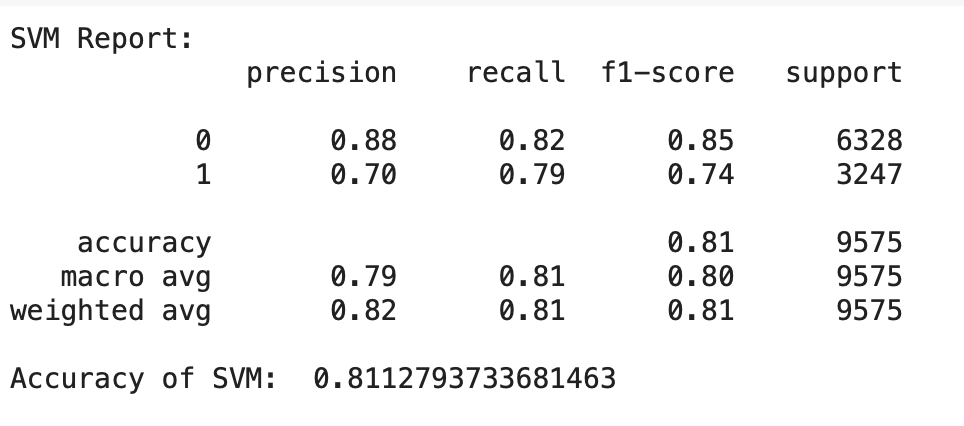 SVM Report:
precision recall f1-score support
0 0.88 0.82 0.85 6328
1 0.70 0.79 0.74 3247
accuracy 0.81 9575
macro avg 0.79 0.81 0.80 9575
weighted avg 0.82 0.81 0.81 9575
Accuracy of SVM: 0.8112793733681463